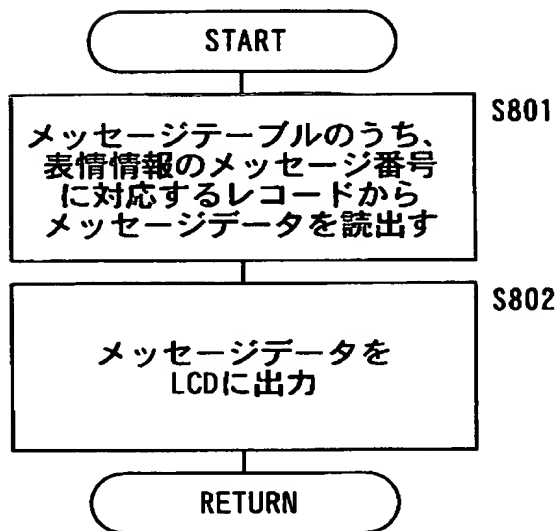 START
S801
メッセージテーブルのうち、
表情情報のメッセージ番号
に対応するレコードから
メッセージデータを読出す
S802
メッセージデータを
LCDに出力
RETURN